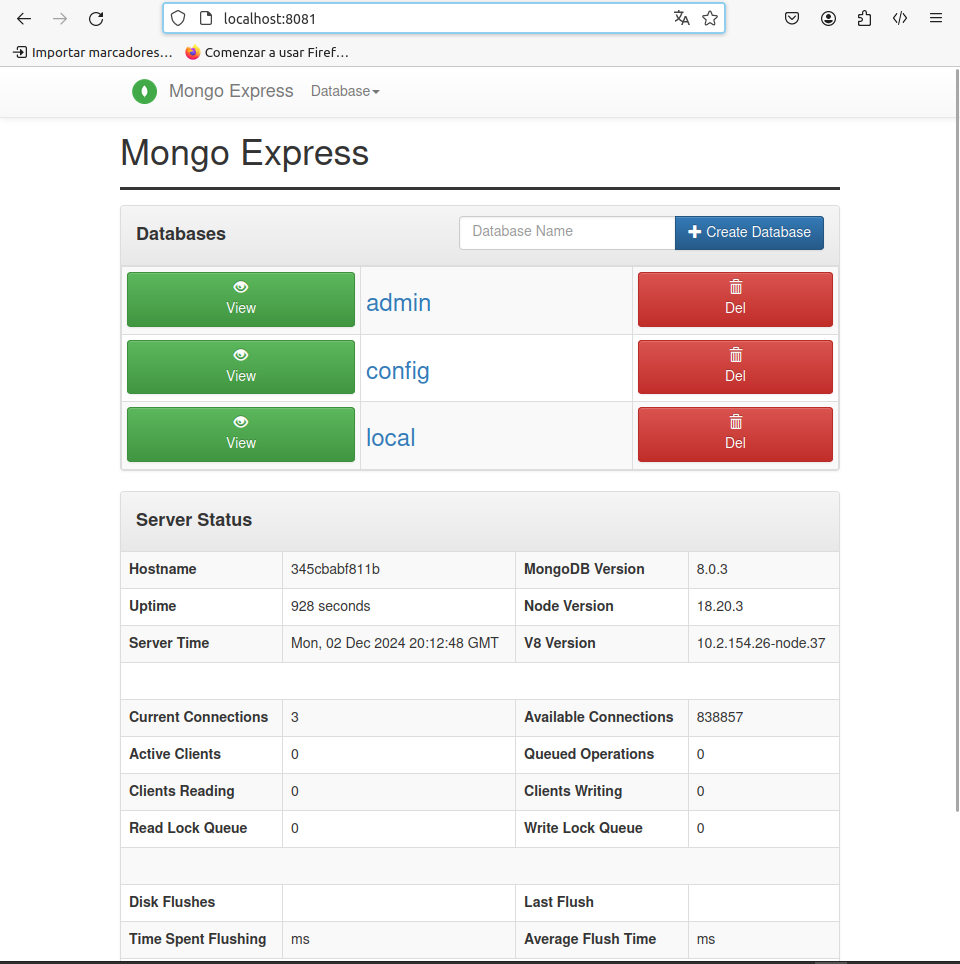 localhost:8081
Importar marcadores… Comenzar a usar Firef…
Mongo Express Database
Mongo Express
Databases Database Name Create Database
View admin Del
View config Del
View local Del
Server Status
Hostname 345cbabf811b MongoDB Version 8.0.3
Uptime 928 seconds Node Version 18.20.3
Server Time Mon, 02 Dec 2024 20:12:48 GMT V8 Version 10.2.154.26-node.37
Current Connections 3 Available Connections 838857
Active Clients 0 Queued Operations 0
Clients Reading 0 Clients Writing 0
Read Lock Queue 0 Write Lock Queue 0
Disk Flushes Last Flush
Time Spent Flushing ms Average Flush Time ms